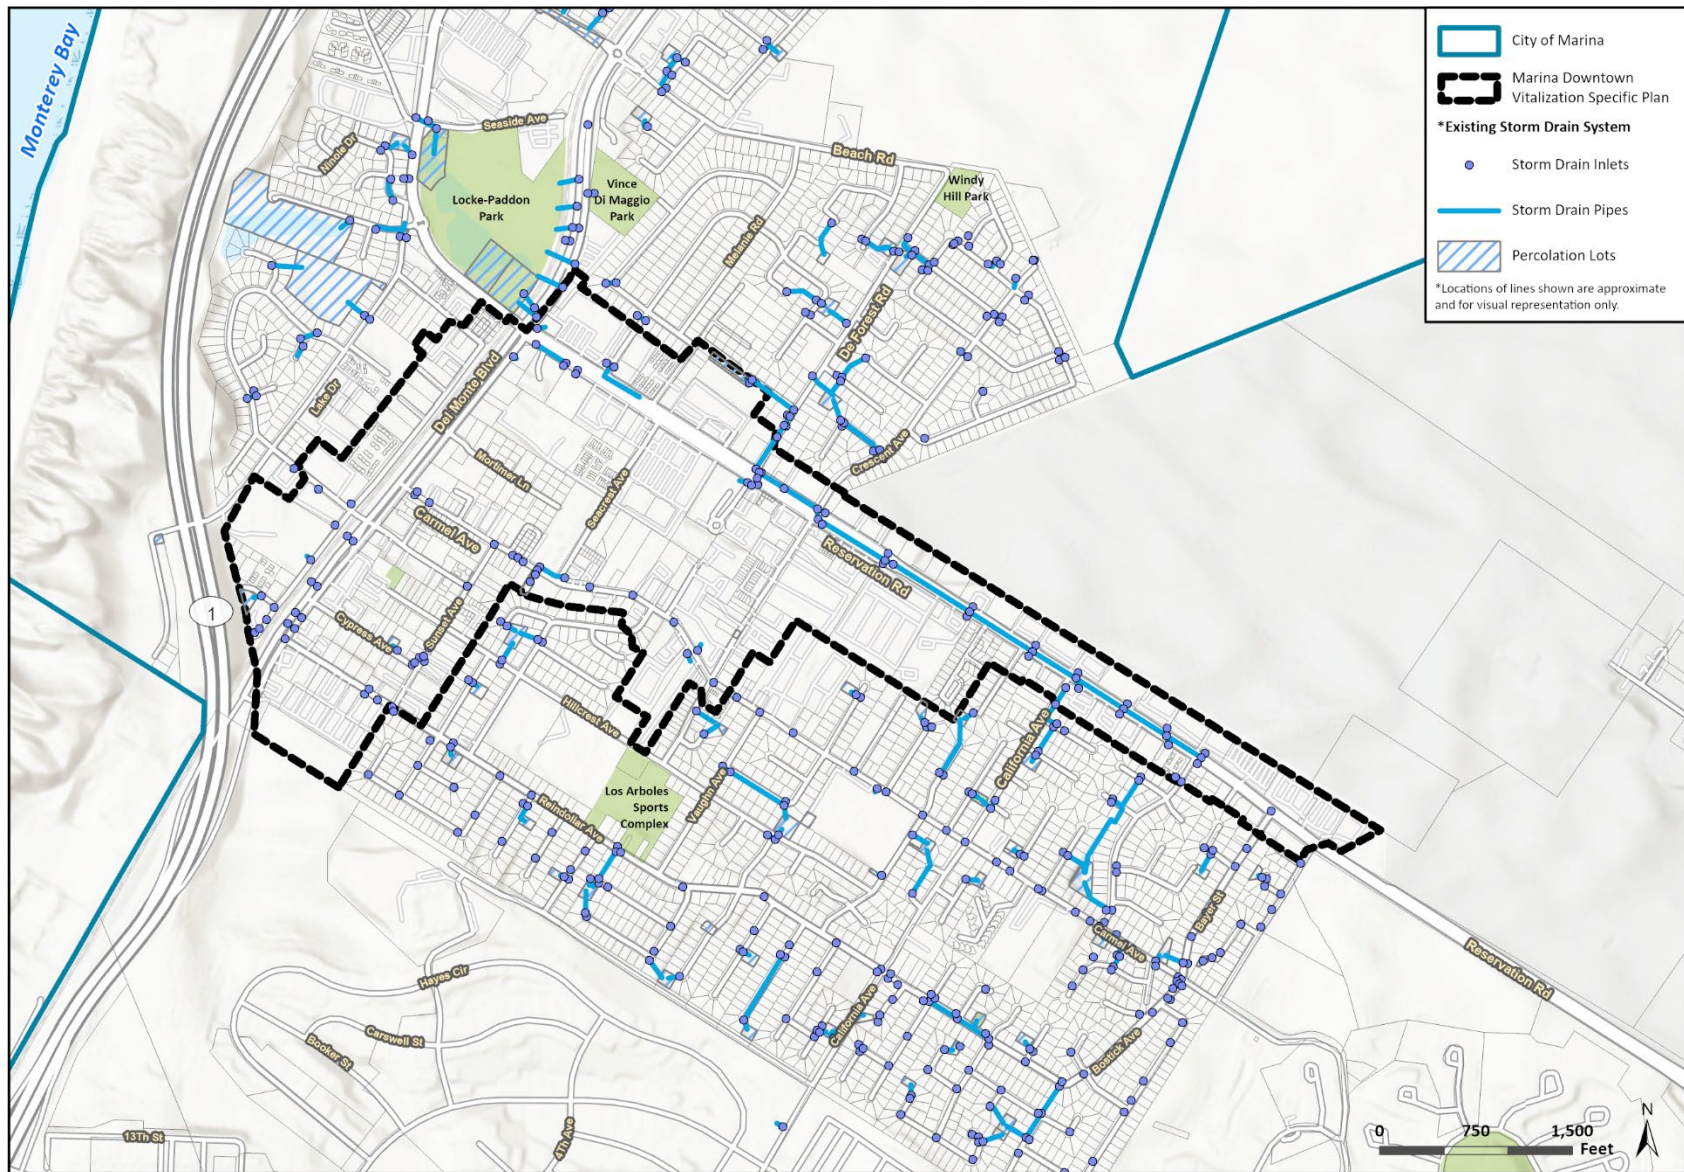 Monterey Bay
Seaside Ave
Ninole Dr
Beach Rd
Locke-Paddon
Park
Vince
Di Maggio
Park
Windy
Hill Park
Melanie Rd
De Forest Rd
Lake Dr
Del Monte Blvd
Crescent Ave
Mortimer Ln
Seacrest Ave
Carmel Ave
Reservation Rd
1
Cypress Ave
Sunset Ave
Hillcrest Ave
California Ave
Los Arboles
Sports
Complex
Vaughn Ave
Reindollar Ave
Bayer St
Carmel Ave
Reservation Rd
Hayes Cir
California Ave
Carswell St
Booker St
Bostick Ave
13Th St
4Th Ave
City of Marina
Marina Downtown
Vitalization Specific Plan
*Existing Storm Drain System
Storm Drain Inlets
Storm Drain Pipes
Percolation Lots
*Locations of lines shown are approximate
and for visual representation only.
N
0 750 1,500
Feet